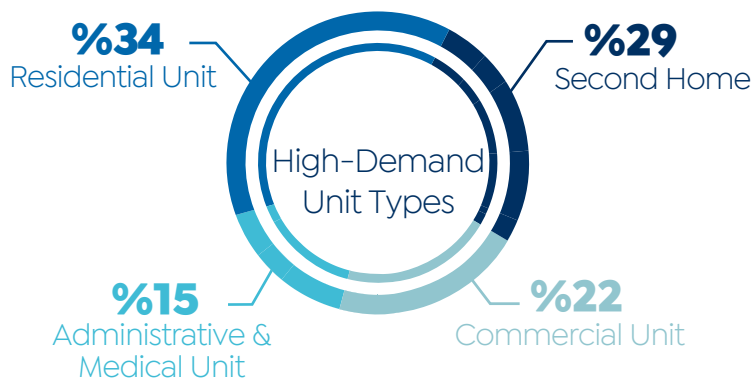 %34
Residential Unit
%29
Second Home
High-Demand
Unit Types
%15
Administrative &
Medical Unit
%22
Commercial Unit